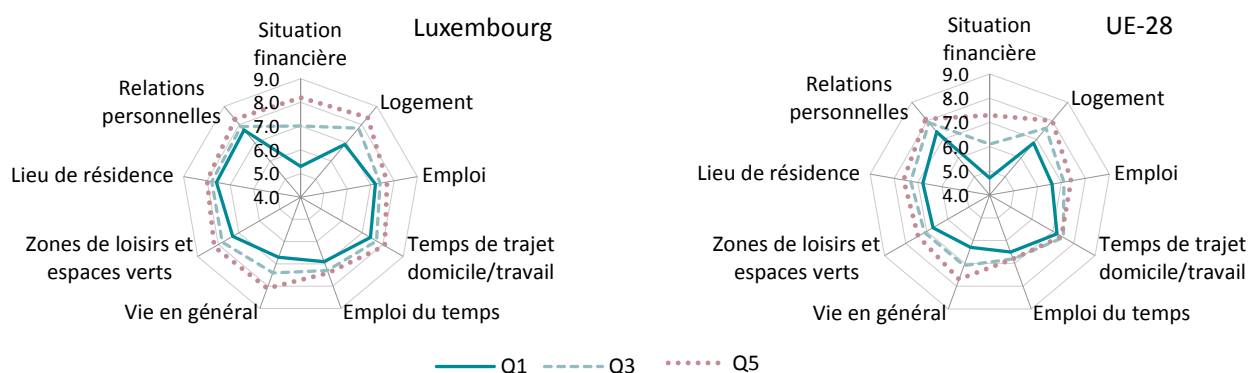 Luxembourg
Situation
financière
Logement
Emploi
Temps de trajet
domicile/travail
Emploi du temps
Vie en général
Zones de loisirs et
espaces verts
Lieu de résidence
Relations
personnelles
9.0
8.0
7.0
6.0
5.0
4.0
UE-28
Situation
financière
Logement
Emploi
Temps de trajet
domicile/travail
Emploi du temps
Vie en général
Zones de loisirs et
espaces verts
Lieu de résidence
Relations
personnelles
9.0
8.0
7.0
6.0
5.0
4.0
Q1 Q3 Q5